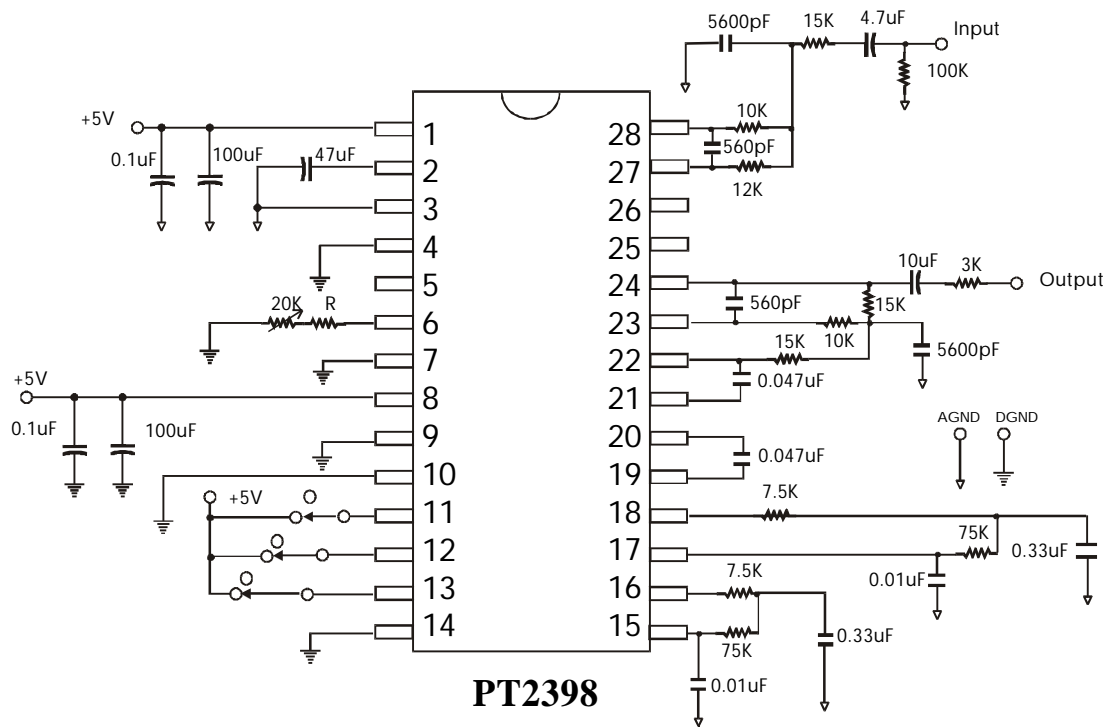 5600pF
15K
4.7uF
Input
100K
10K
560pF
12K
+5V
0.1uF
100uF
47uF
1
2
3
4
5
6
7
8
9
10
11
12
13
14
28
27
26
25
24
23
22
21
20
19
18
17
16
15
20K
R
+5V
0.1uF
100uF
+5V
10uF
3K
Output
560pF
15K
10K
15K
5600pF
0.047uF
AGND
DGND
0.047uF
7.5K
75K
0.33uF
0.01uF
7.5K
75K
0.33uF
0.01uF
PT2398